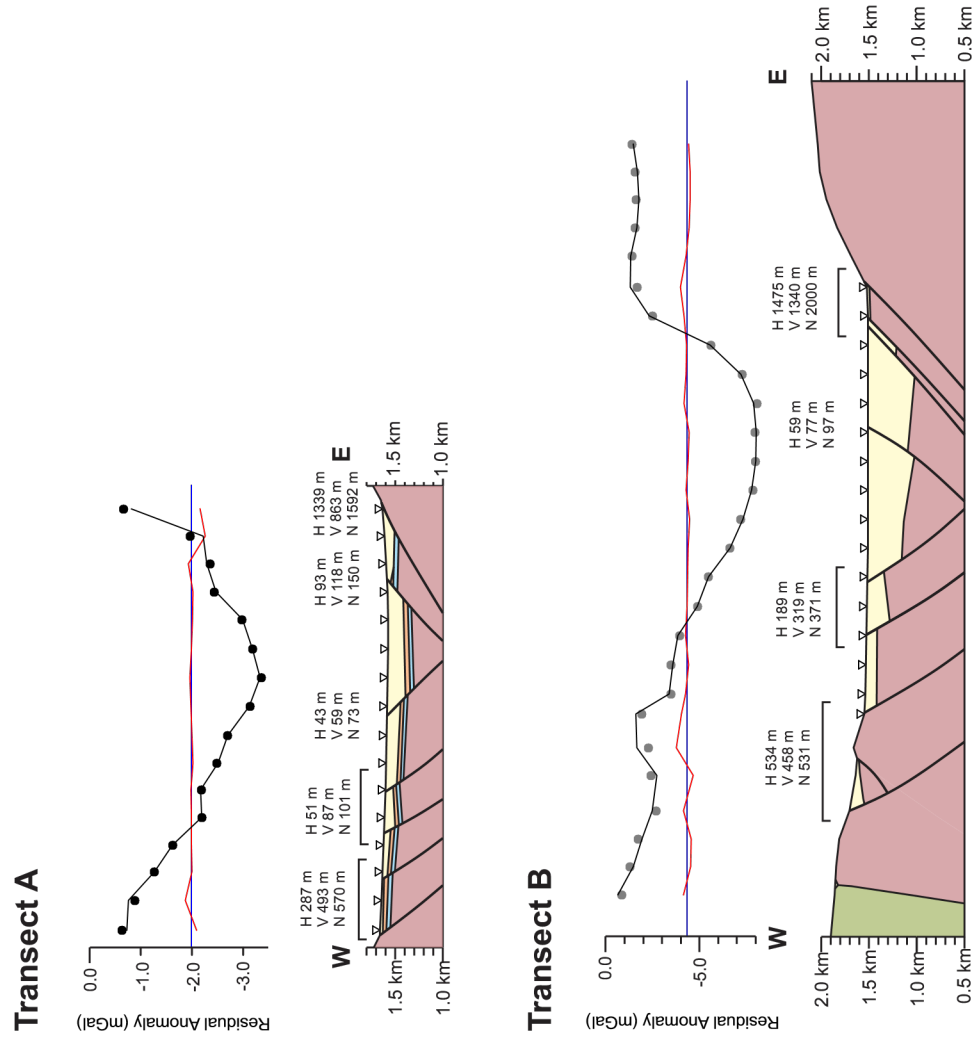 Transect A
Residual Anomaly (mGal)
0.0
-1.0
-2.0
-3.0
H 287 m
V 493 m
N 570 m
H 51 m
V 87 m
N 101 m
H 43 m
V 59 m
N 73 m
H 93 m
V 118 m
N 150 m
H 1339 m
V 863 m
N 1592 m
W
E
1.5 km
1.0 km
1.5 km
1.0 km
Transect B
Residual Anomaly (mGal)
0.0
-5.0
H 534 m
V 458 m
N 531 m
H 189 m
V 319 m
N 371 m
H 59 m
V 77 m
N 97 m
H 1475 m
V 1340 m
N 2000 m
W
E
2.0 km
1.5 km
1.0 km
0.5 km
2.0 km
1.5 km
1.0 km
0.5 km